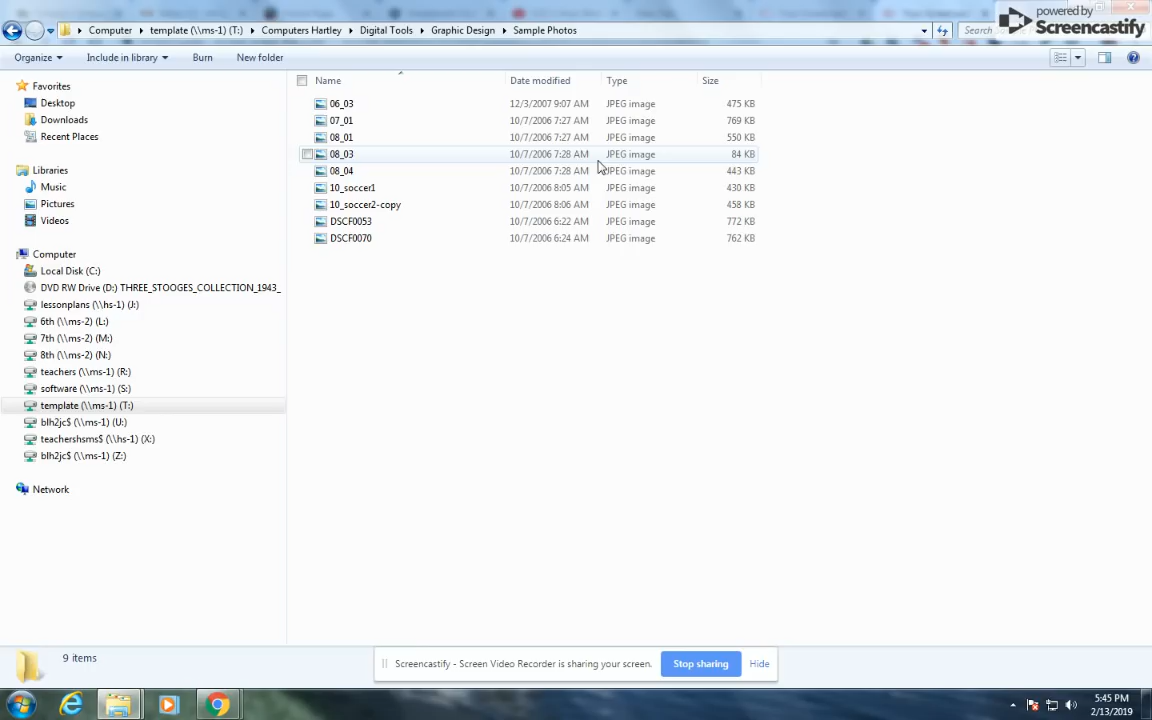 powered by
Screencastify
Computer
template (\\ms-1) (T:)
Computers Hartley
Digital Tools
Graphic Design
Sample Photos
Search
Organize
Include in library
Burn
New folder
Name Date modified Type Size
06_03 12/3/2007 9:07 AM JPEG image 475 KB
07_01 10/7/2006 7:27 AM JPEG image 769 KB
08_01 10/7/2006 7:27 AM JPEG image 550 KB
08_03 10/7/2006 7:28 AM JPEG image 84 KB
08_04 10/7/2006 7:28 AM JPEG image 443 KB
10_soccer1 10/7/2006 8:05 AM JPEG image 430 KB
10_soccer2-copy 10/7/2006 8:06 AM JPEG image 458 KB
DSCF0053 10/7/2006 6:22 AM JPEG image 772 KB
DSCF0070 10/7/2006 6:24 AM JPEG image 762 KB
Favorites
Desktop
Downloads
Recent Places
Libraries
Music
Pictures
Videos
Computer
Local Disk (C:)
DVD RW Drive (D:) THREE_STOOGES_COLLECTION_1943_
lessonplans (\\hs-1) (J:)
6th (\\ms-2) (L:)
7th (\\ms-2) (M:)
8th (\\ms-2) (N:)
teachers (\\ms-1) (R:)
software (\\ms-1) (S:)
template (\\ms-1) (T:)
blh2jc$ (\\ms-1) (U:)
teachershsms$ (\\hs-1) (X:)
blh2jc$ (\\ms-1) (Z:)
Network
9 items
Screencastify - Screen Video Recorder is sharing your screen.
Stop sharing
Hide
5:45 PM
2/13/2019